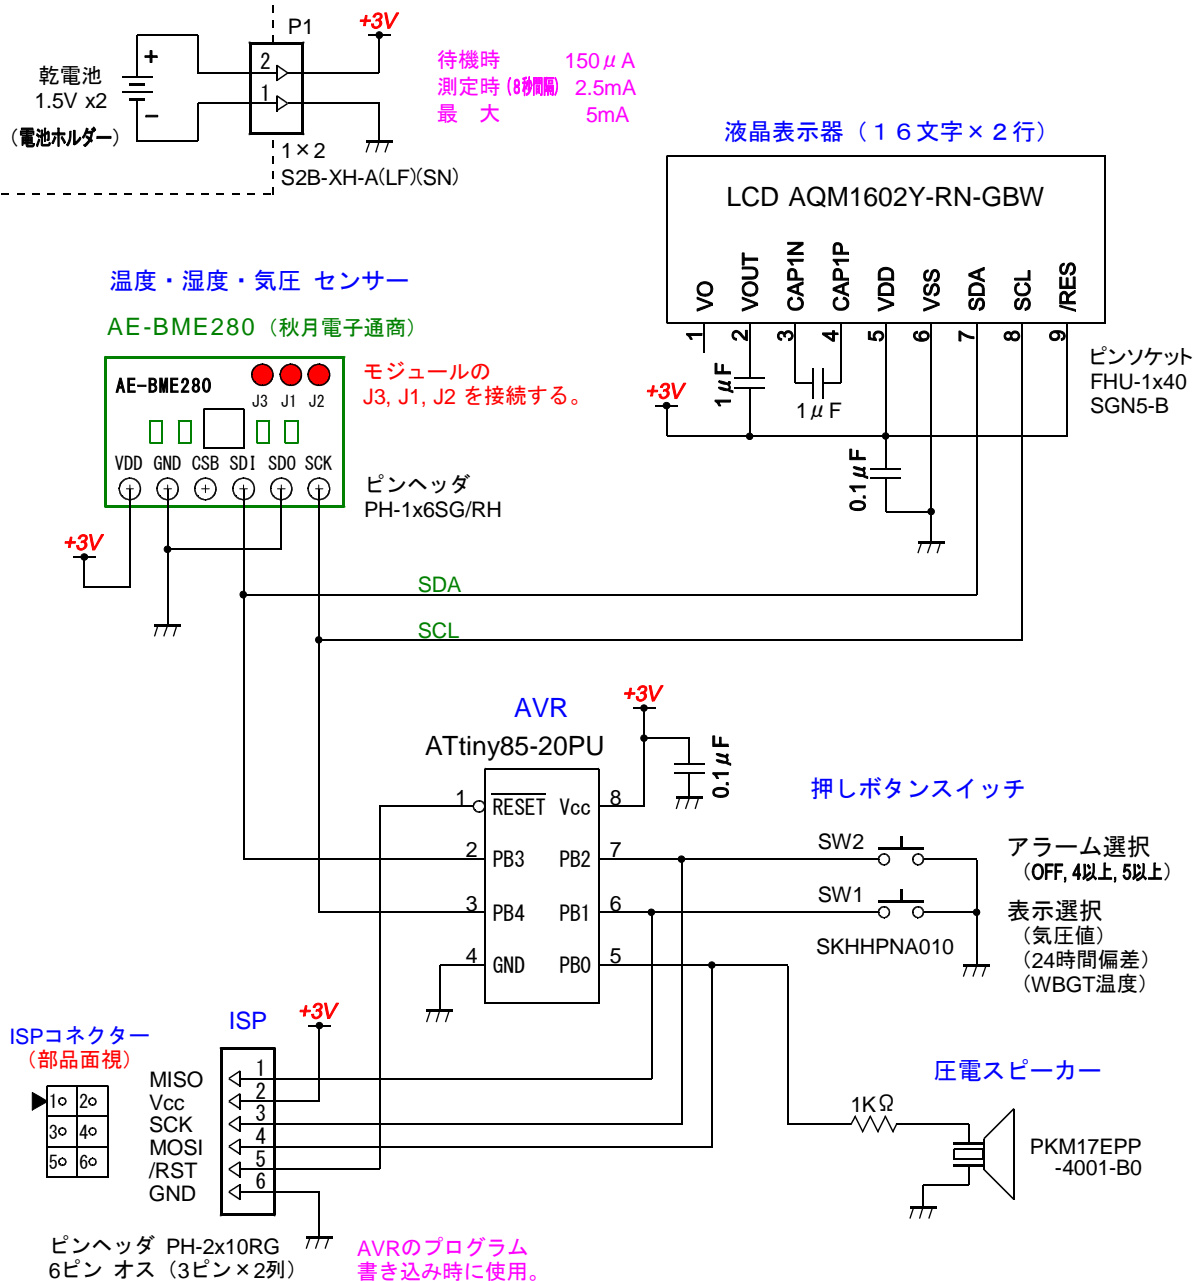 P1
+3V
乾電池
1.5V x2
(電池ホルダー)
+
−
2
1
1×2
S2B-XH-A(LF)(SN)
待機時 150μA
測定時 (8秒間隔) 2.5mA
最 大 5mA
液晶表示器（１６文字×２行）
LCD AQM1602Y-RN-GBW
VO
VOUT
CAP1N
CAP1P
VDD
VSS
SDA
SCL
/RES
1
2
3
4
5
6
7
8
9
ピンソケット
FHU-1x40
SGN5-B
1μF
1μF
+3V
0.1μF
温度・湿度・気圧 センサー
AE-BME280（秋月電子通商）
AE-BME280
J3 J1 J2
VDD GND CSB SDI SDO SCK
モジュールの
J3, J1, J2 を接続する。
ピンヘッダ
PH-1x6SG/RH
+3V
SDA
SCL
AVR
ATtiny85-20PU
+3V
0.1μF
1 RESET Vcc 8
2 PB3 PB2 7
3 PB4 PB1 6
4 GND PB0 5
押しボタンスイッチ
SW2
SW1
SKHHPNA010
アラーム選択
（OFF, 4以上, 5以上）
表示選択
（気圧値）
（24時間偏差）
（WBGT温度）
ISPコネクター
（部品面視）
1 2
3 4
5 6
ISP
+3V
MISO 1
Vcc 2
SCK 3
MOSI 4
/RST 5
GND 6
ピンヘッダ PH-2x10RG
6ピン オス（3ピン×2列）
AVRのプログラム
書き込み時に使用。
圧電スピーカー
1KΩ
PKM17EPP
-4001-B0